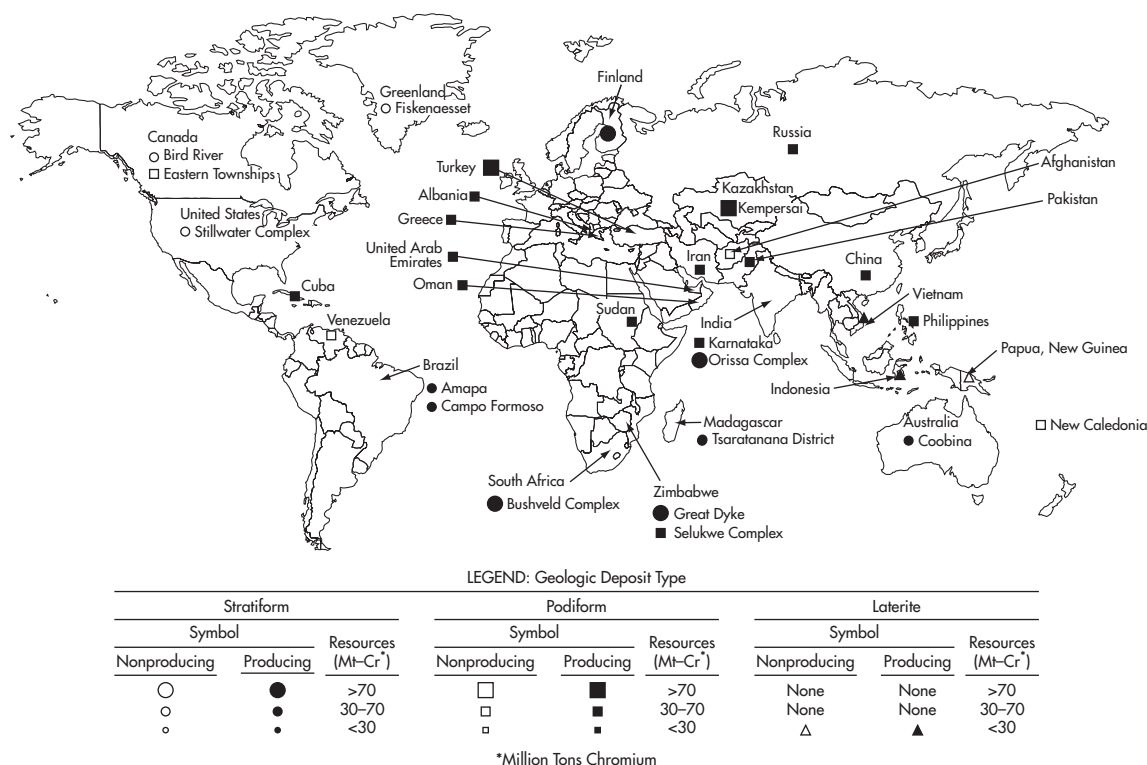 Finland
Greenland
Fiskenaesset
Russia
Canada
Bird River
Eastern Townships
Afghanistan
Turkey
Kazakhstan
Kempersai
Pakistan
Albania
United States
Stillwater Complex
Greece
United Arab
Emirates
Iran
China
Cuba
Oman
Vietnam
Sudan
India
Philippines
Venezuela
Karnataka
Orissa Complex
Papua, New Guinea
Brazil
Indonesia
Amapa
Campo Formoso
Madagascar
Tsaratanana District
Australia
Coobina
New Caledonia
South Africa
Bushveld Complex
Zimbabwe
Great Dyke
Selukwe Complex
LEGEND: Geologic Deposit Type
Stratiform Podiform Laterite
Symbol Resources (Mt–Cr*) Symbol Resources (Mt–Cr*) Symbol Resources (Mt–Cr*)
Nonproducing Producing Nonproducing Producing Nonproducing Producing
>70 >70 None None >70
30–70 30–70 None None 30–70
<30 <30 <30
*Million Tons Chromium